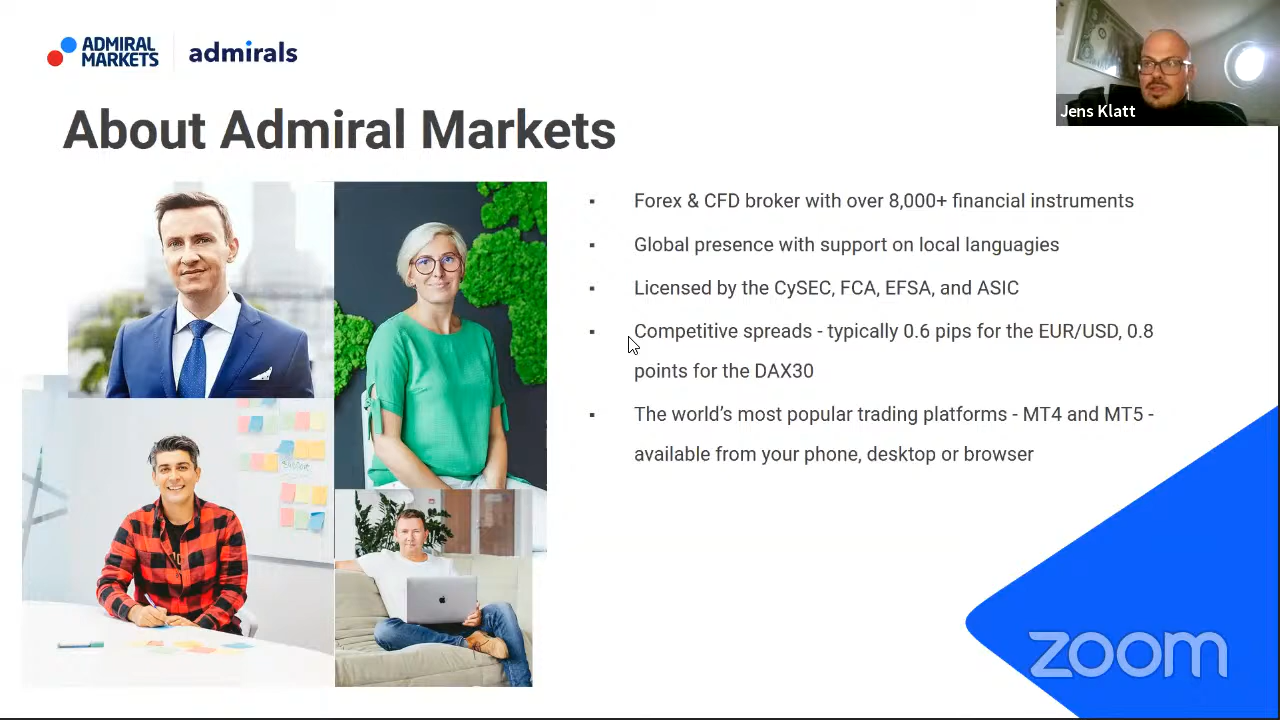 ADMIRAL
MARKETS
admirals
Jens Klatt
About Admiral Markets
▪ Forex & CFD broker with over 8,000+ financial instruments
▪ Global presence with support on local languagies
▪ Licensed by the CySEC, FCA, EFSA, and ASIC
▪ Competitive spreads - typically 0.6 pips for the EUR/USD, 0.8
points for the DAX30
▪ The world’s most popular trading platforms - MT4 and MT5 -
available from your phone, desktop or browser
zoom